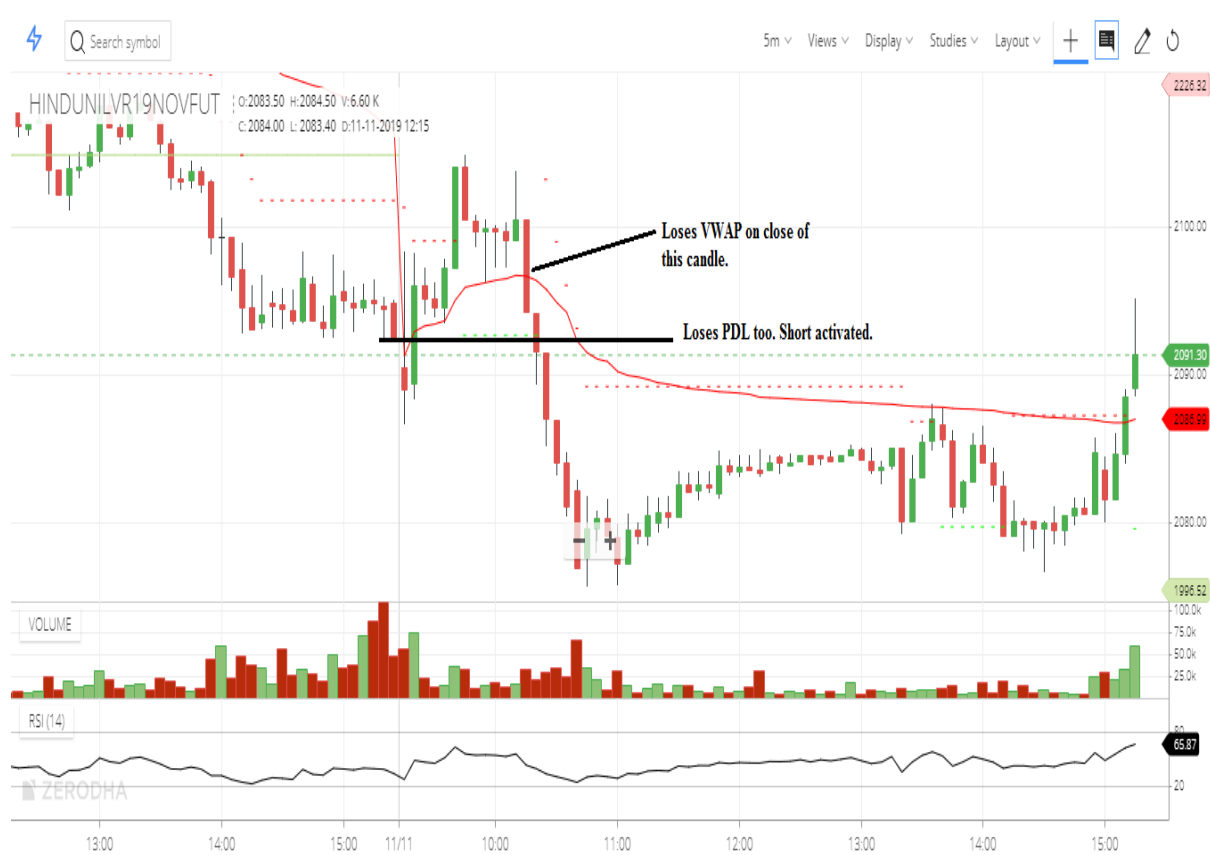 Search symbol
5m Views Display Studies Layout
2226.32
HINDUNILVR19NOVFUT
O:2083.50 H:2084.50 V:6.60 K
C:2084.00 L: 2083.40 D:11-11-2019 12:15
Loses VWAP on close of
this candle.
2100.00
Loses PDL too. Short activated.
2091.30
2090.00
2086.99
2080.00
1996.52
VOLUME
100.0k
75.0k
50.0k
25.0k
RSI (14)
80
65.87
20
ZERODHA
13:00 14:00 15:00 11/11 10:00 11:00 12:00 13:00 14:00 15:00